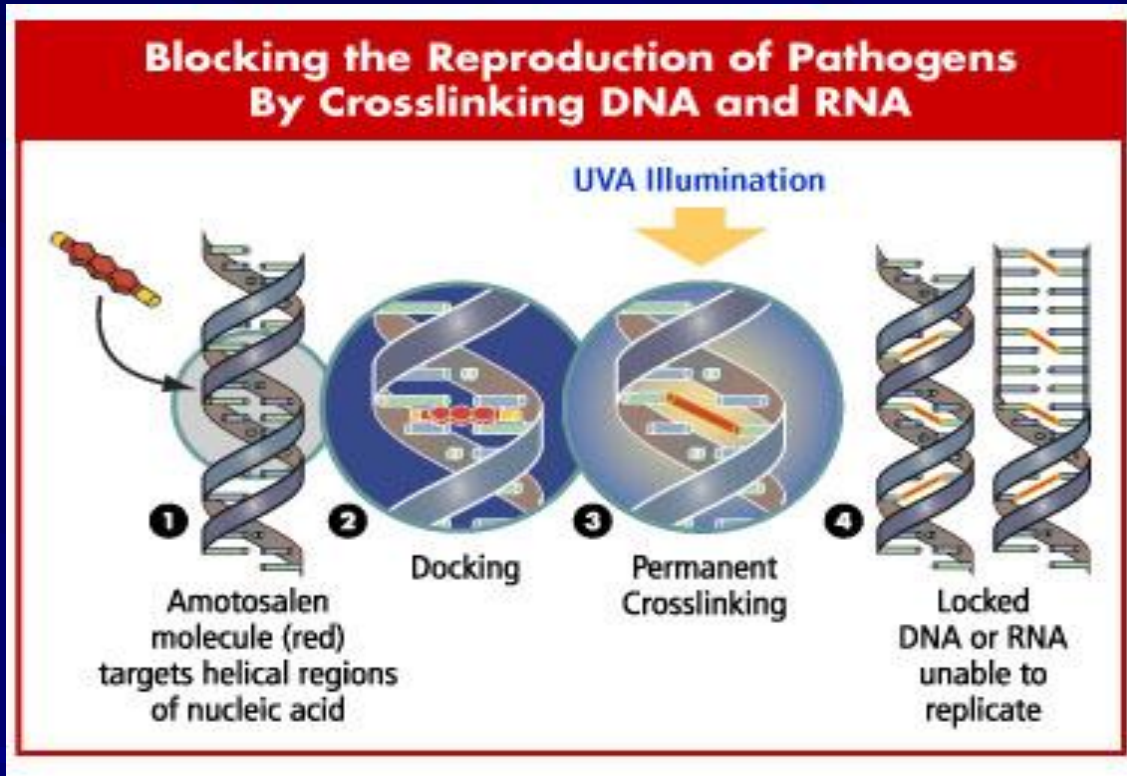 Blocking the Reproduction of Pathogens
By Crosslinking DNA and RNA
UVA Illumination
1
Amotosalen
molecule (red)
targets helical regions
of nucleic acid
2
Docking
3
Permanent
Crosslinking
4
Locked
DNA or RNA
unable to
replicate